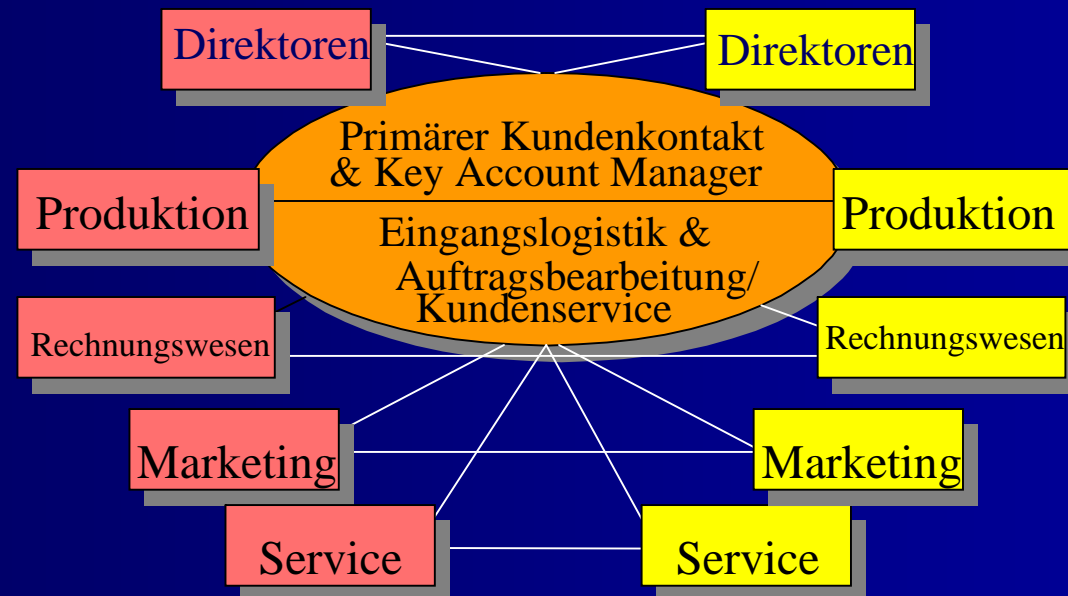 Direktoren
Direktoren
Primärer Kundenkontakt
& Key Account Manager
Produktion
Produktion
Eingangslogistik &
Auftragsbearbeitung/
Kundenservice
Rechnungswesen
Rechnungswesen
Marketing
Marketing
Service
Service